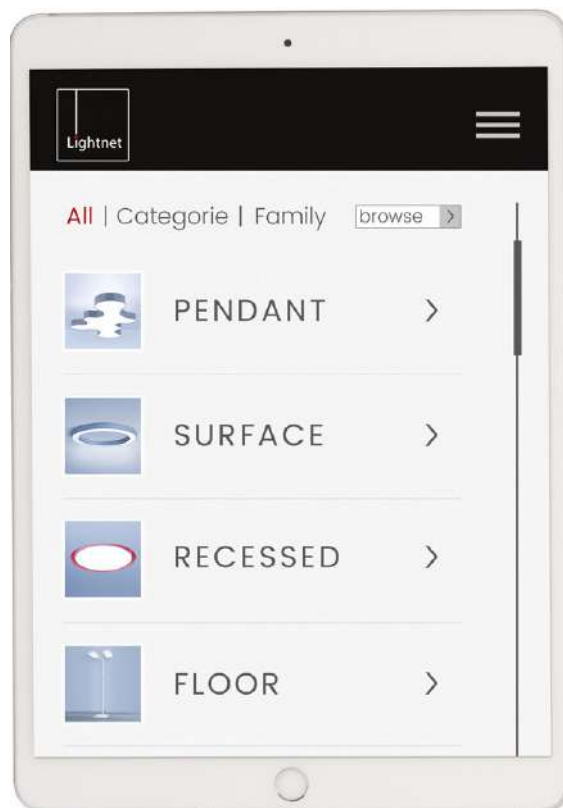 Lightnet
All | Categorie | Family browse >
PENDANT >
SURFACE >
RECESSED >
FLOOR >